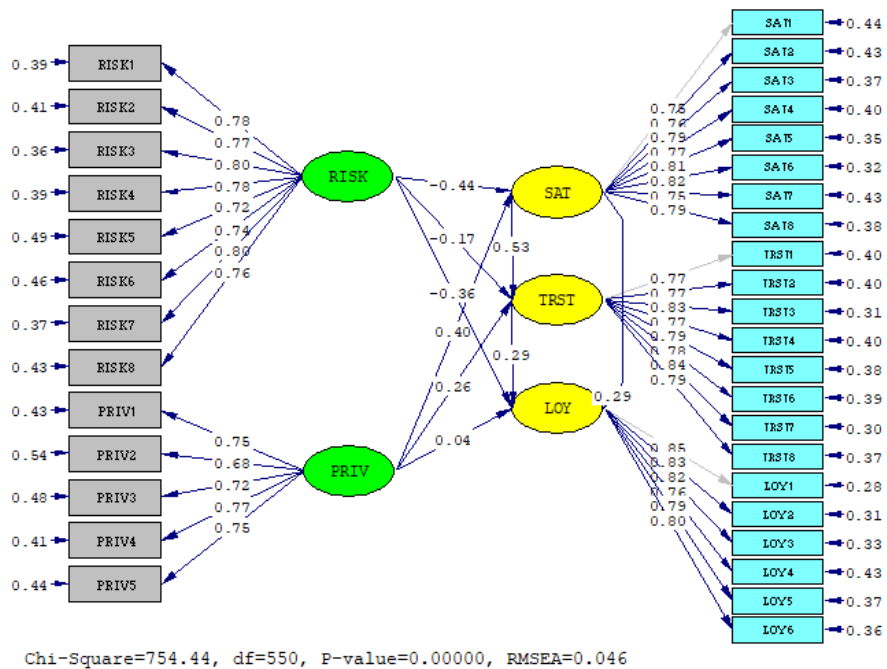 0.39 RISK1
0.41 RISK2
0.36 RISK3
0.39 RISK4
0.49 RISK5
0.46 RISK6
0.37 RISK7
0.43 RISK8
0.43 PRIV1
0.54 PRIV2
0.48 PRIV3
0.41 PRIV4
0.44 PRIV5
0.78
0.77
0.80
0.78
0.72
0.74
0.80
0.76
0.75
0.68
0.72
0.77
0.75
RISK
PRIV
-0.44
-0.17
-0.36
0.40
0.26
0.04
0.53
0.29
0.29
SAT
TRST
LOY
0.75
0.76
0.79
0.77
0.81
0.82
0.75
0.79
0.77
0.77
0.83
0.77
0.79
0.78
0.84
0.79
0.85
0.83
0.82
0.76
0.79
0.80
SAT1 0.44
SAT2 0.43
SAT3 0.37
SAT4 0.40
SAT5 0.35
SAT6 0.32
SAT7 0.43
SAT8 0.38
TRST1 0.40
TRST2 0.40
TRST3 0.31
TRST4 0.40
TRST5 0.38
TRST6 0.39
TRST7 0.30
TRST8 0.37
LOY1 0.28
LOY2 0.31
LOY3 0.33
LOY4 0.43
LOY5 0.37
LOY6 0.36
Chi-Square=754.44, df=550, P-value=0.00000, RMSEA=0.046